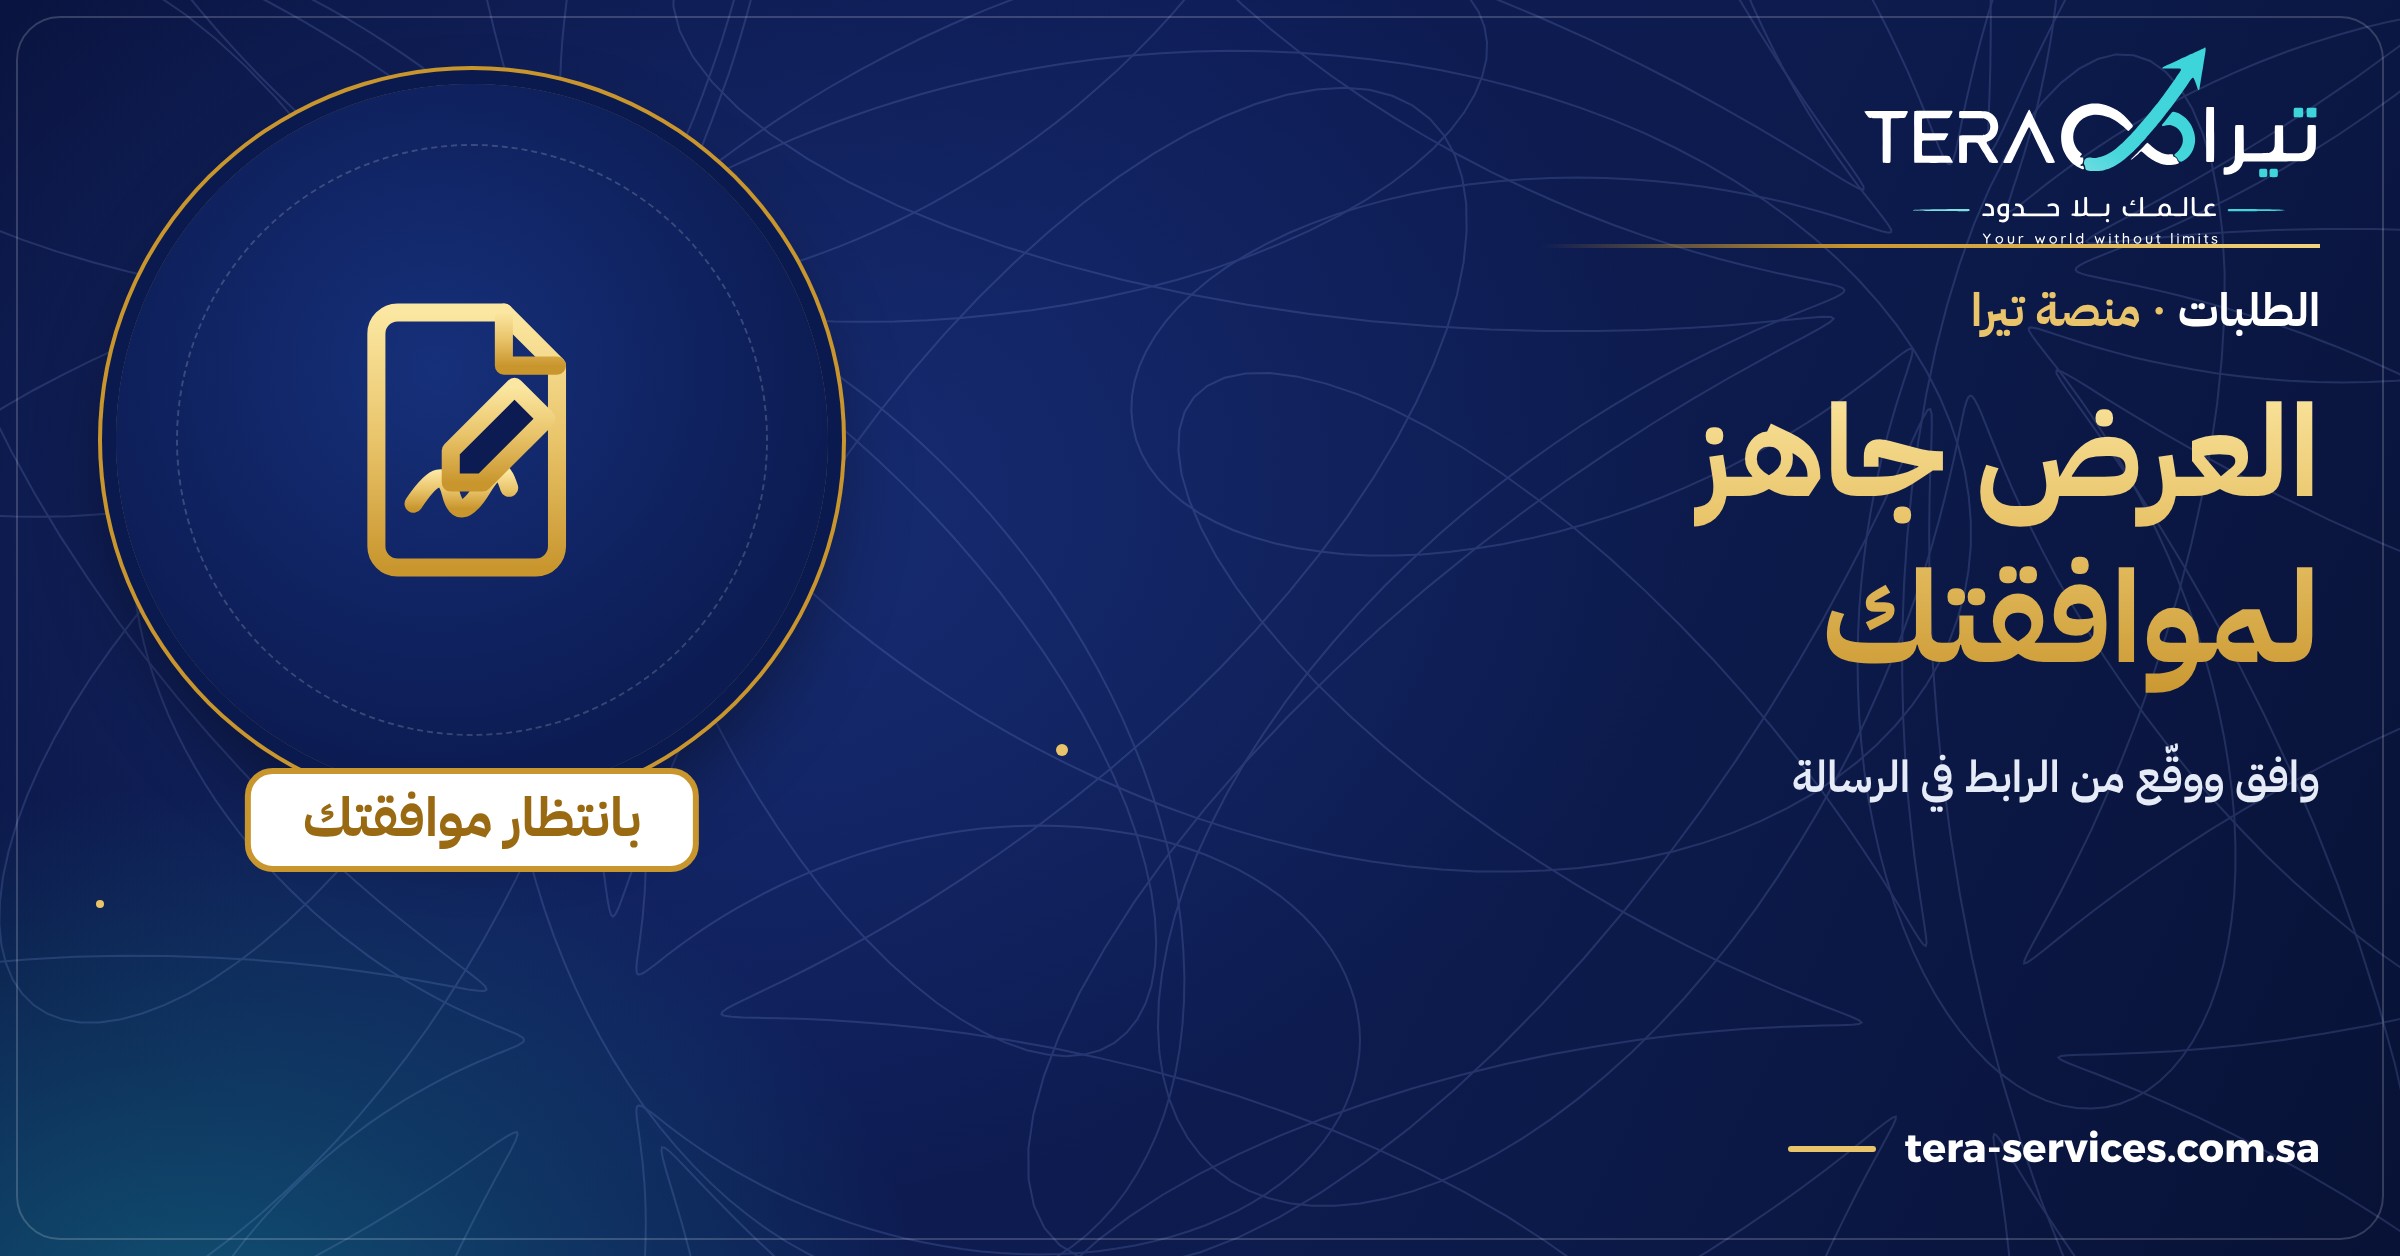 TERA تيرا
عالمك بلا حدود
Your world without limits
الطلبات · منصة تيرا
العرض جاهز
لموافقتك
وافق ووقّع من الرابط في الرسالة
بانتظار موافقتك
tera-services.com.sa